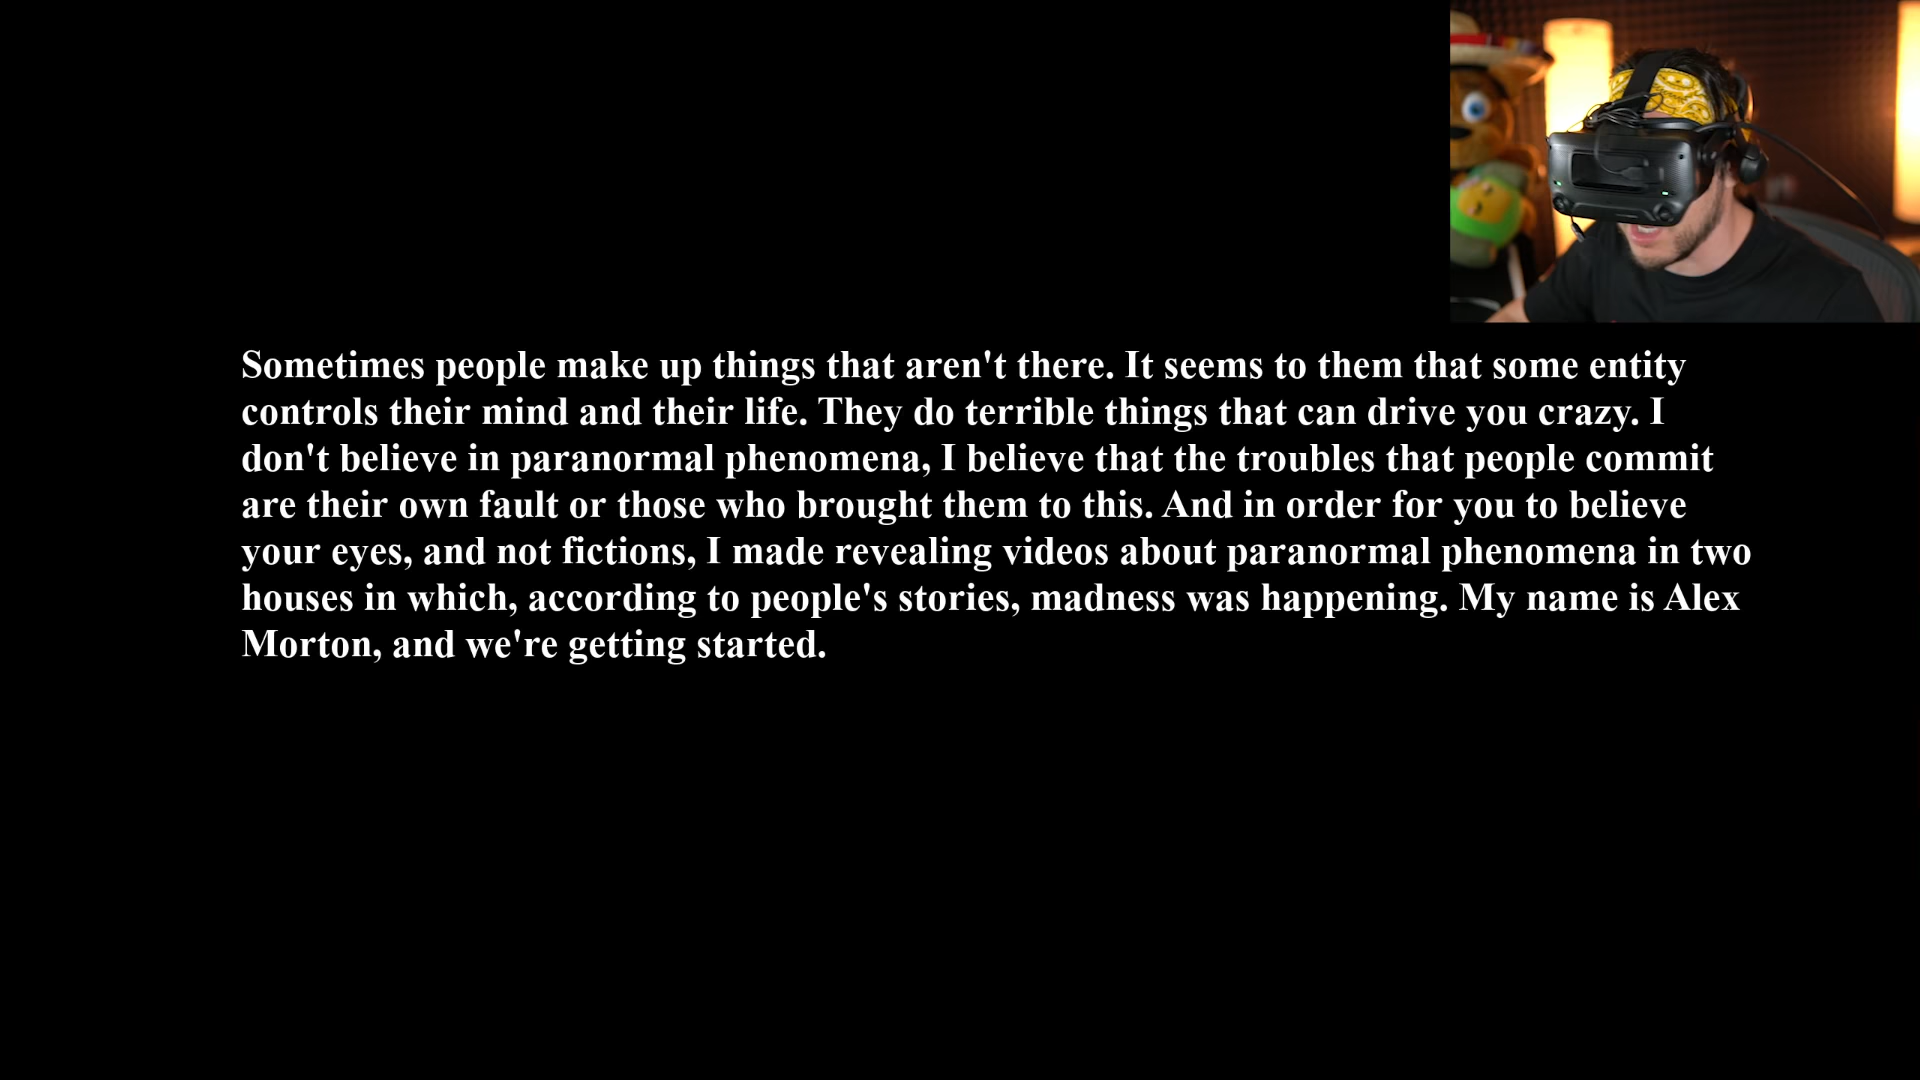 Sometimes people make up things that aren't there. It seems to them that some entity
controls their mind and their life. They do terrible things that can drive you crazy. I
don't believe in paranormal phenomena, I believe that the troubles that people commit
are their own fault or those who brought them to this. And in order for you to believe
your eyes, and not fictions, I made revealing videos about paranormal phenomena in two
houses in which, according to people's stories, madness was happening. My name is Alex
Morton, and we're getting started.